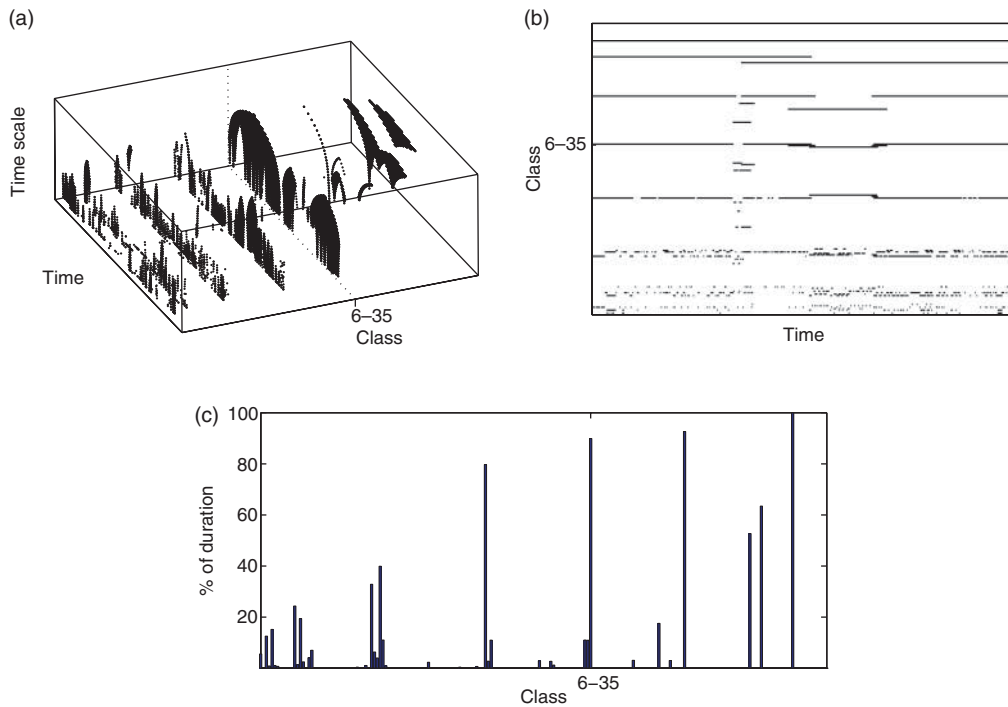 (a)
Time scale
Time
6–35
Class
(b)
Class
6–35
Time
(c)
% of duration
100
80
60
40
20
6–35
Class